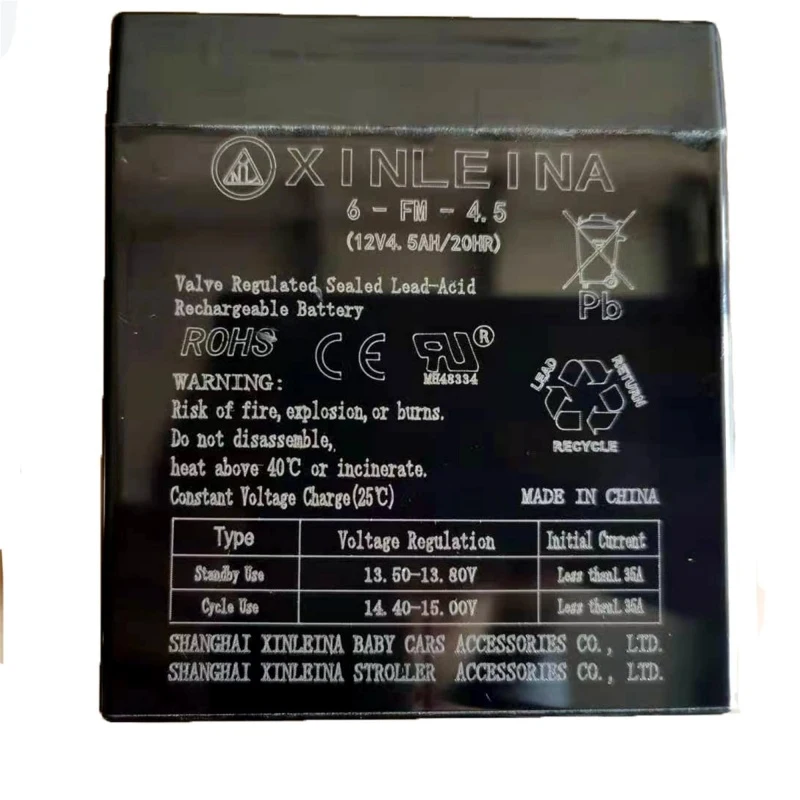 NL XINLEINA
6-FM-4.5
(12V4.5AH/20HR)
Pb
Valve Regulated Sealed Lead-Acid
Rechargeable Battery
ROHS CE RU®
MH48334
LEAD RETURN
RECYCLE
WARNING:
Risk of fire, explosion, or burns.
Do not disassemble,
heat above 40℃ or incinerate.
Constant Voltage Charge(25℃)
MADE IN CHINA
Type Voltage Regulation Initial Current
Standby Use 13.50-13.80V Less than1.35A
Cycle Use 14.40-15.00V Less than1.35A
SHANGHAI XINLEINA BABY CARS ACCESSORIES CO., LTD.
SHANGHAI XINLEINA STROLLER ACCESSORIES CO., LTD.